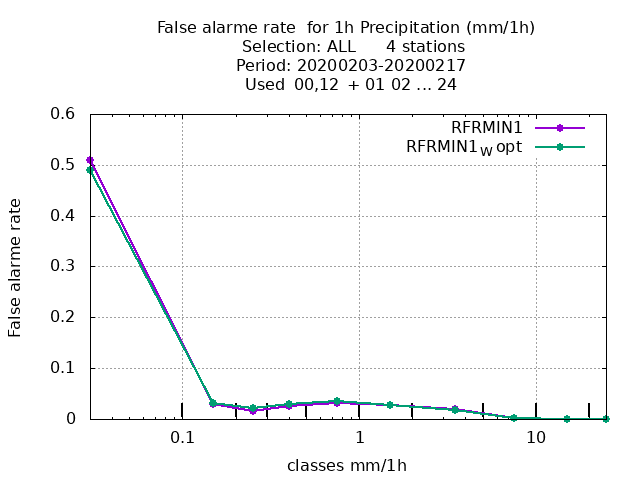 False alarme rate  for 1h Precipitation (mm/1h)
Selection: ALL      4 stations
Period: 20200203-20200217
Used  00,12  + 01 02 ... 24
RFRMIN1
RFRMIN1W opt
0.6
0.5
0.4
0.3
0.2
0.1
0
0.1 1 10
False alarme rate
classes mm/1h